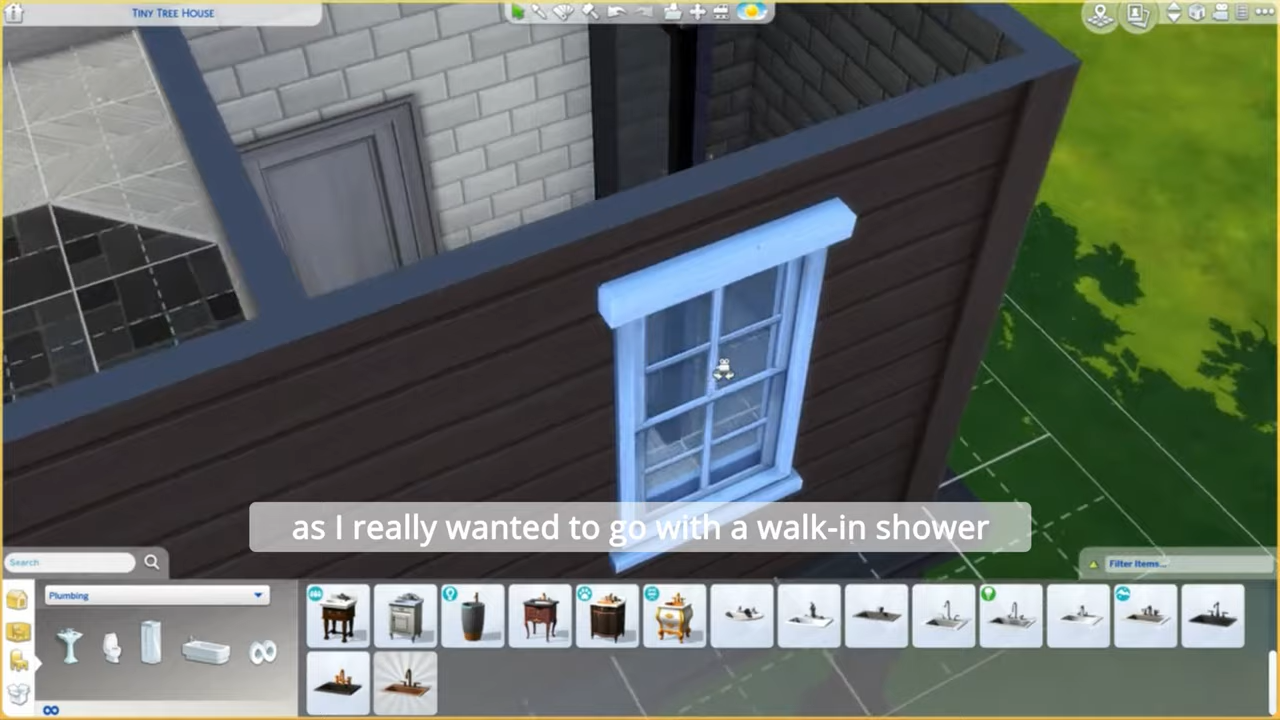 TINY TREE HOUSE
as I really wanted to go with a walk-in shower
Search
Filter Items...
Plumbing